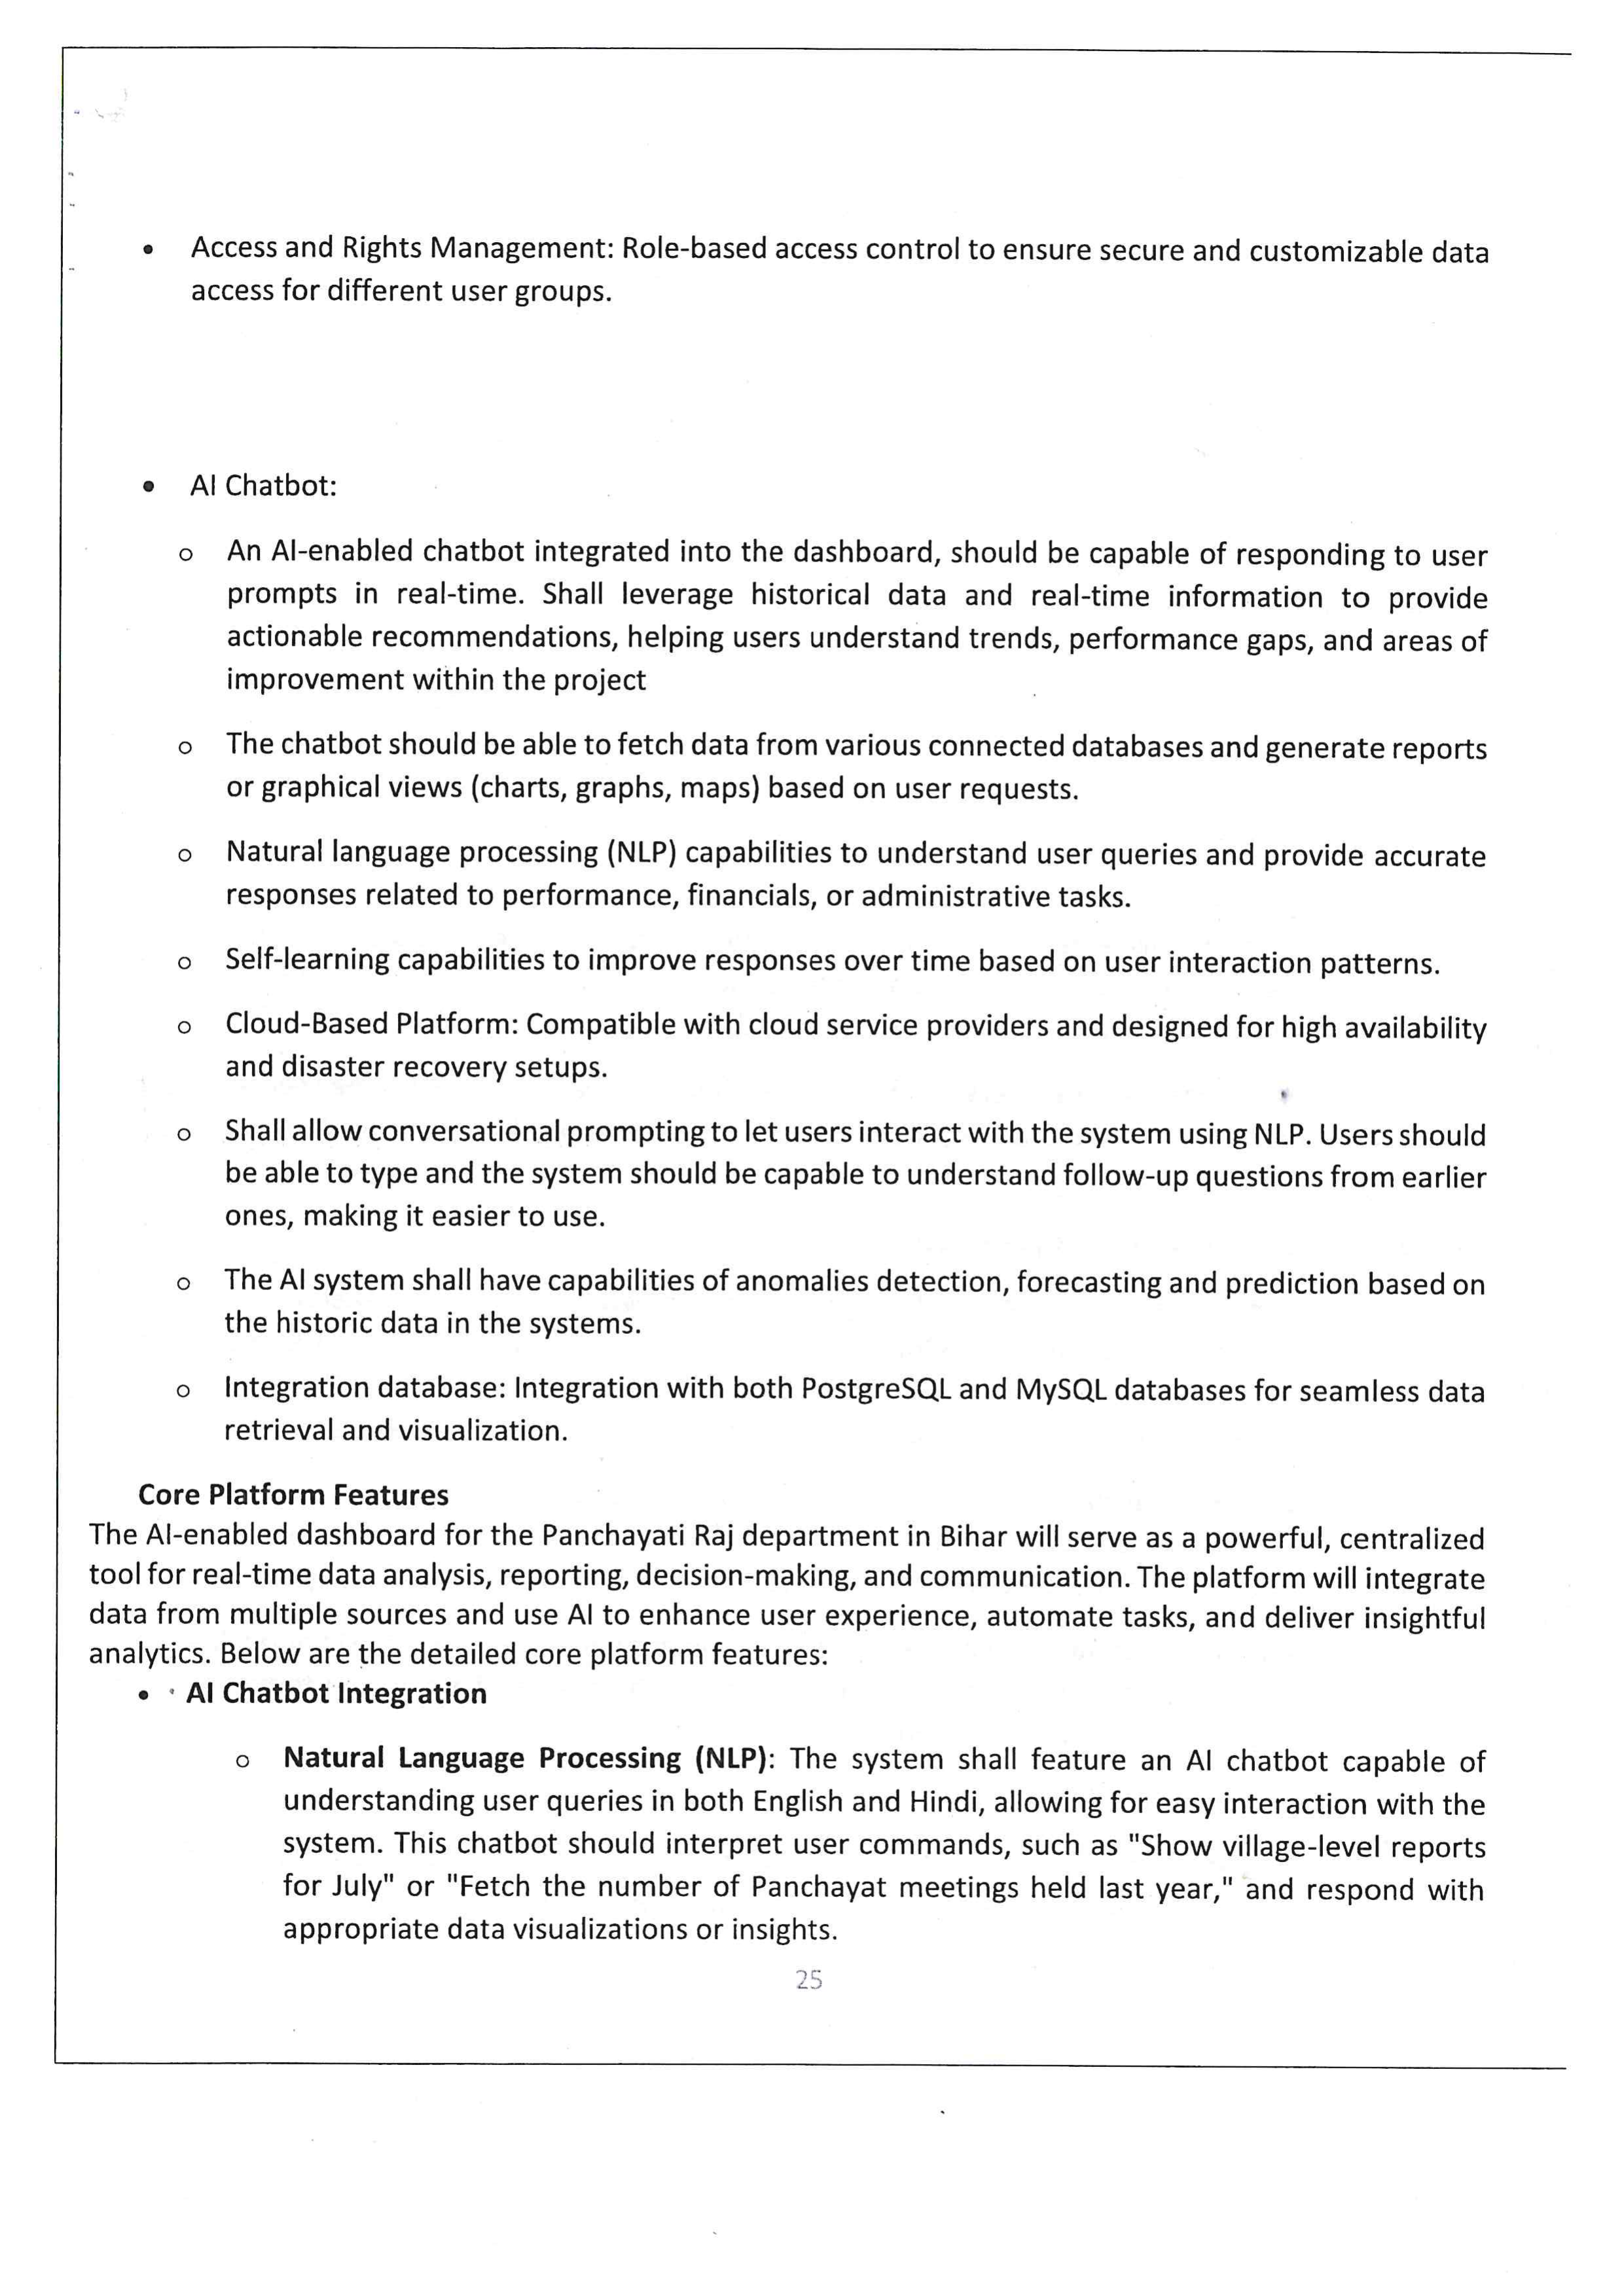 • Access and Rights Management: Role-based access control to ensure secure and customizable data
access for different user groups.
• AI Chatbot:
o An AI-enabled chatbot integrated into the dashboard, should be capable of responding to user
prompts in real-time. Shall leverage historical data and real-time information to provide
actionable recommendations, helping users understand trends, performance gaps, and areas of
improvement within the project
o The chatbot should be able to fetch data from various connected databases and generate reports
or graphical views (charts, graphs, maps) based on user requests.
o Natural language processing (NLP) capabilities to understand user queries and provide accurate
responses related to performance, financials, or administrative tasks.
o Self-learning capabilities to improve responses over time based on user interaction patterns.
o Cloud-Based Platform: Compatible with cloud service providers and designed for high availability
and disaster recovery setups.
o Shall allow conversational prompting to let users interact with the system using NLP. Users should
be able to type and the system should be capable to understand follow-up questions from earlier
ones, making it easier to use.
o The AI system shall have capabilities of anomalies detection, forecasting and prediction based on
the historic data in the systems.
o Integration database: Integration with both PostgreSQL and MySQL databases for seamless data
retrieval and visualization.
Core Platform Features
The AI-enabled dashboard for the Panchayati Raj department in Bihar will serve as a powerful, centralized
tool for real-time data analysis, reporting, decision-making, and communication. The platform will integrate
data from multiple sources and use AI to enhance user experience, automate tasks, and deliver insightful
analytics. Below are the detailed core platform features:
• AI Chatbot Integration
o Natural Language Processing (NLP): The system shall feature an AI chatbot capable of
understanding user queries in both English and Hindi, allowing for easy interaction with the
system. This chatbot should interpret user commands, such as "Show village-level reports
for July" or "Fetch the number of Panchayat meetings held last year," and respond with
appropriate data visualizations or insights.
25